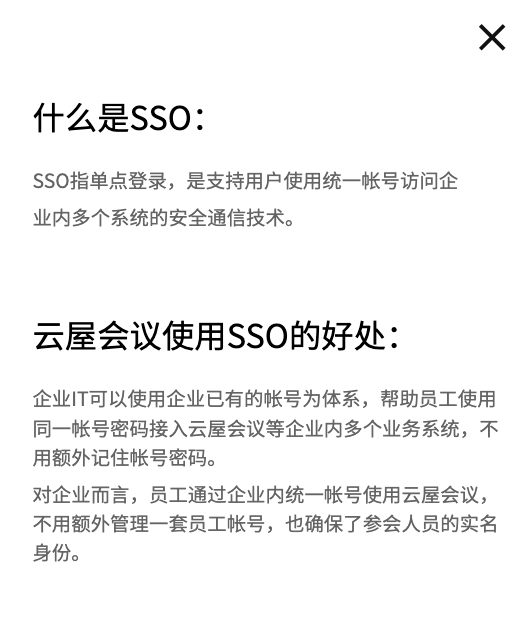 什么是SSO：
SSO指单点登录，是支持用户使用统一帐号访问企
业内多个系统的安全通信技术。
云屋会议使用SSO的好处：
企业IT可以使用企业已有的帐号为体系，帮助员工使用
同一帐号密码接入云屋会议等企业内多个业务系统，不
用额外记住帐号密码。
对企业而言，员工通过企业内统一帐号使用云屋会议，
不用额外管理一套员工帐号，也确保了参会人员的实名
身份。